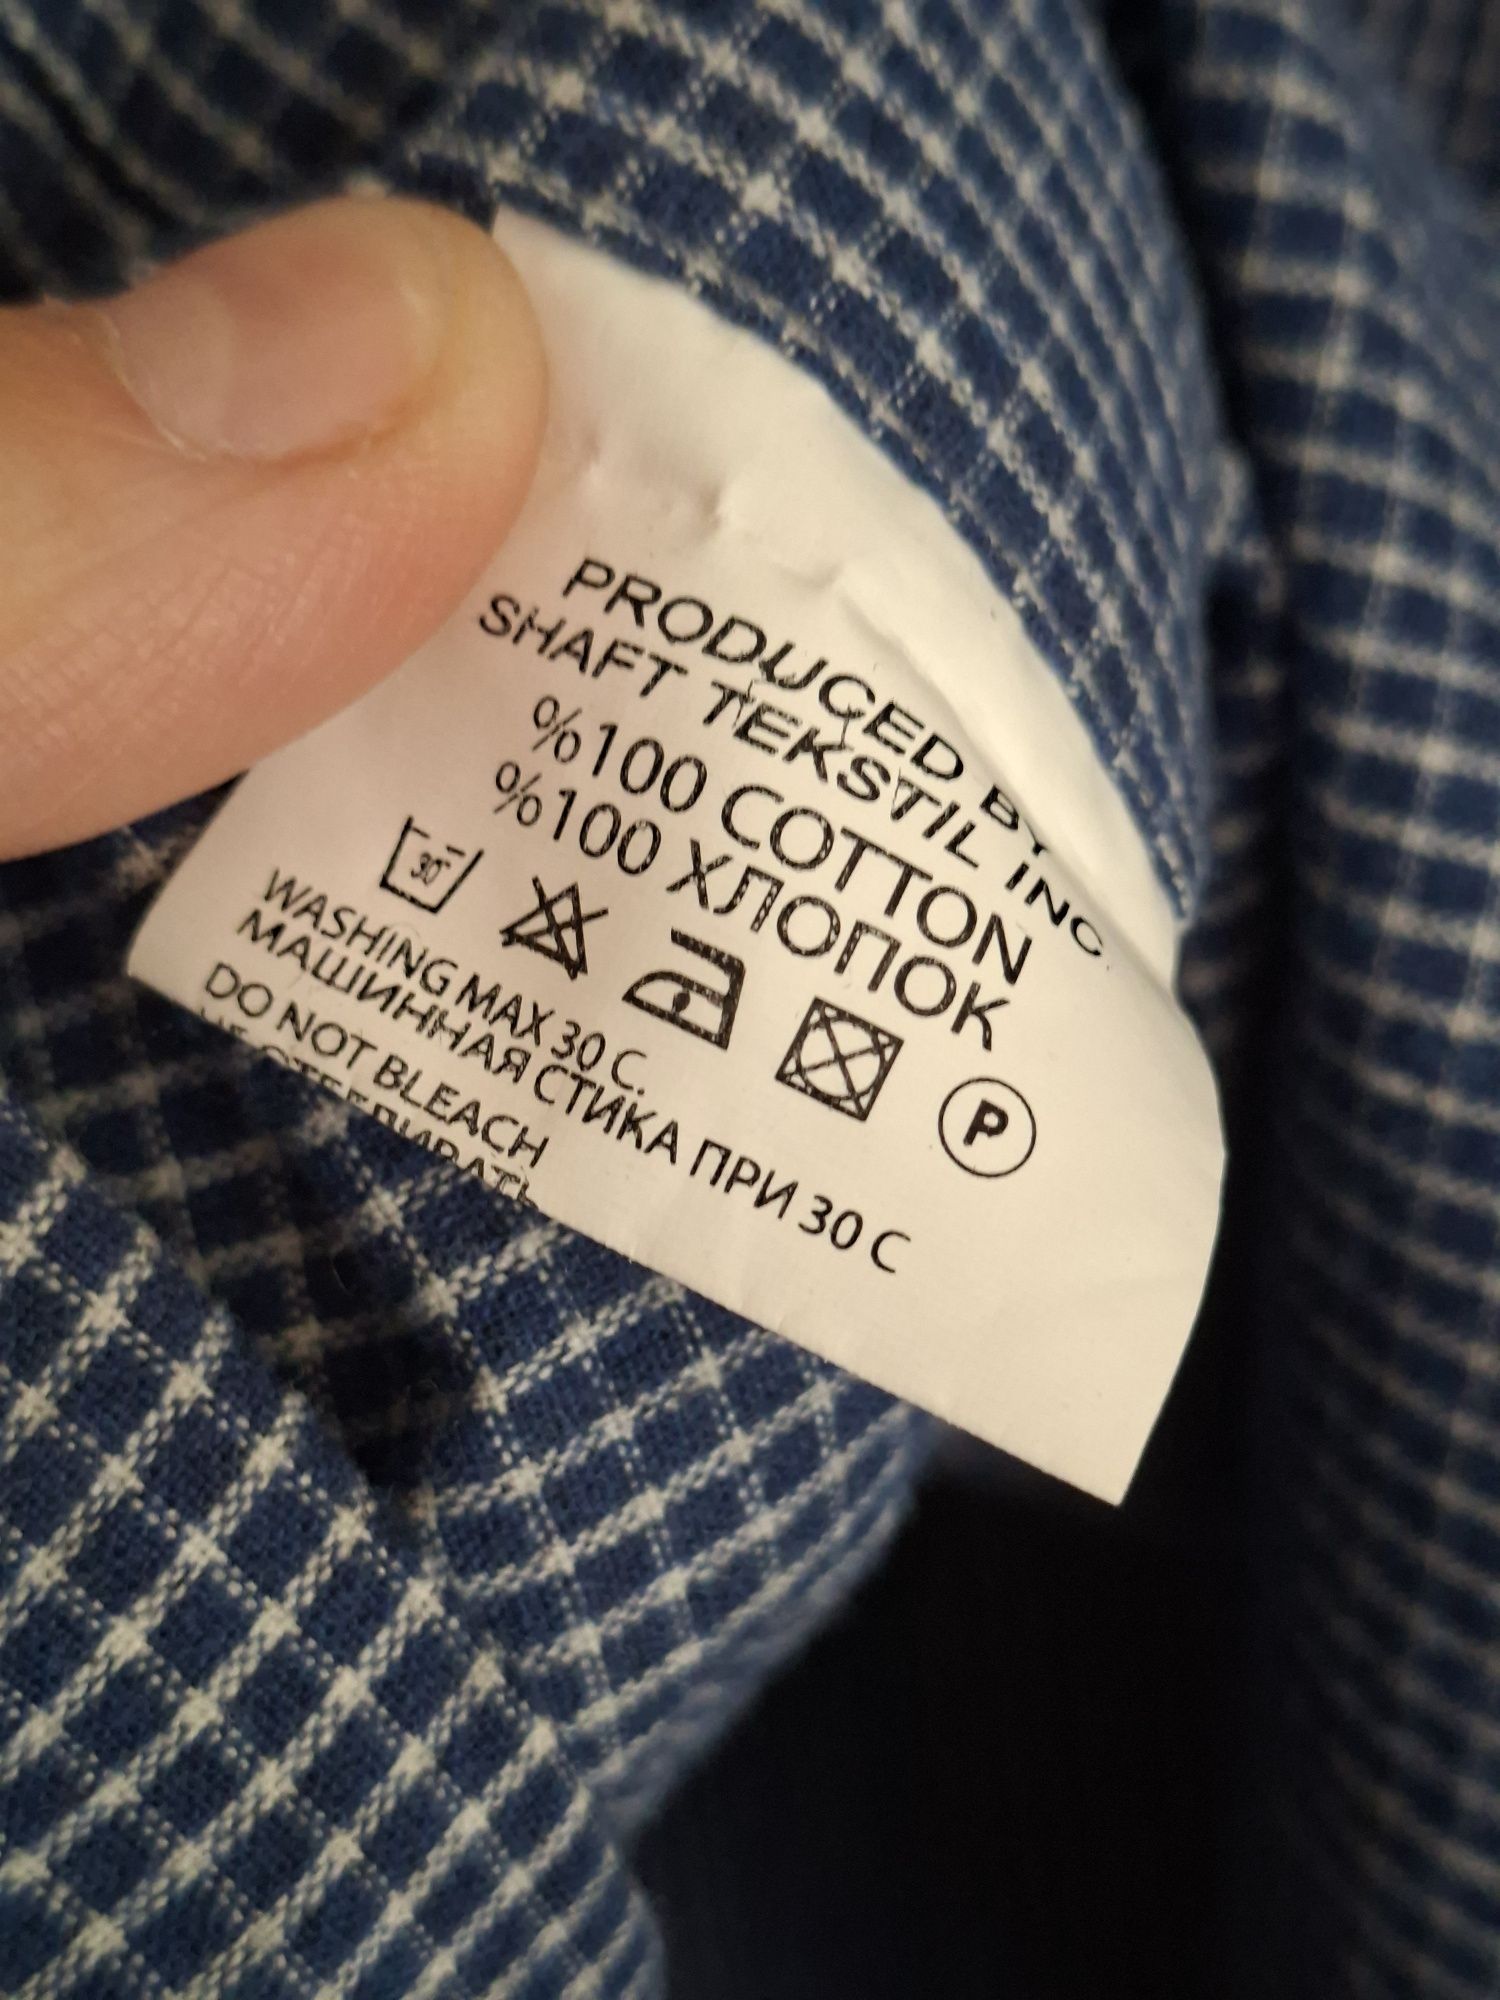 PRODUCED BY
SHAFT TEKSTIL INC.
%100 COTTON
%100 ХЛОПОК
30°
P
WASHING MAX 30 C.
МАШИННАЯ СТИКА ПРИ 30 C
DO NOT BLEACH